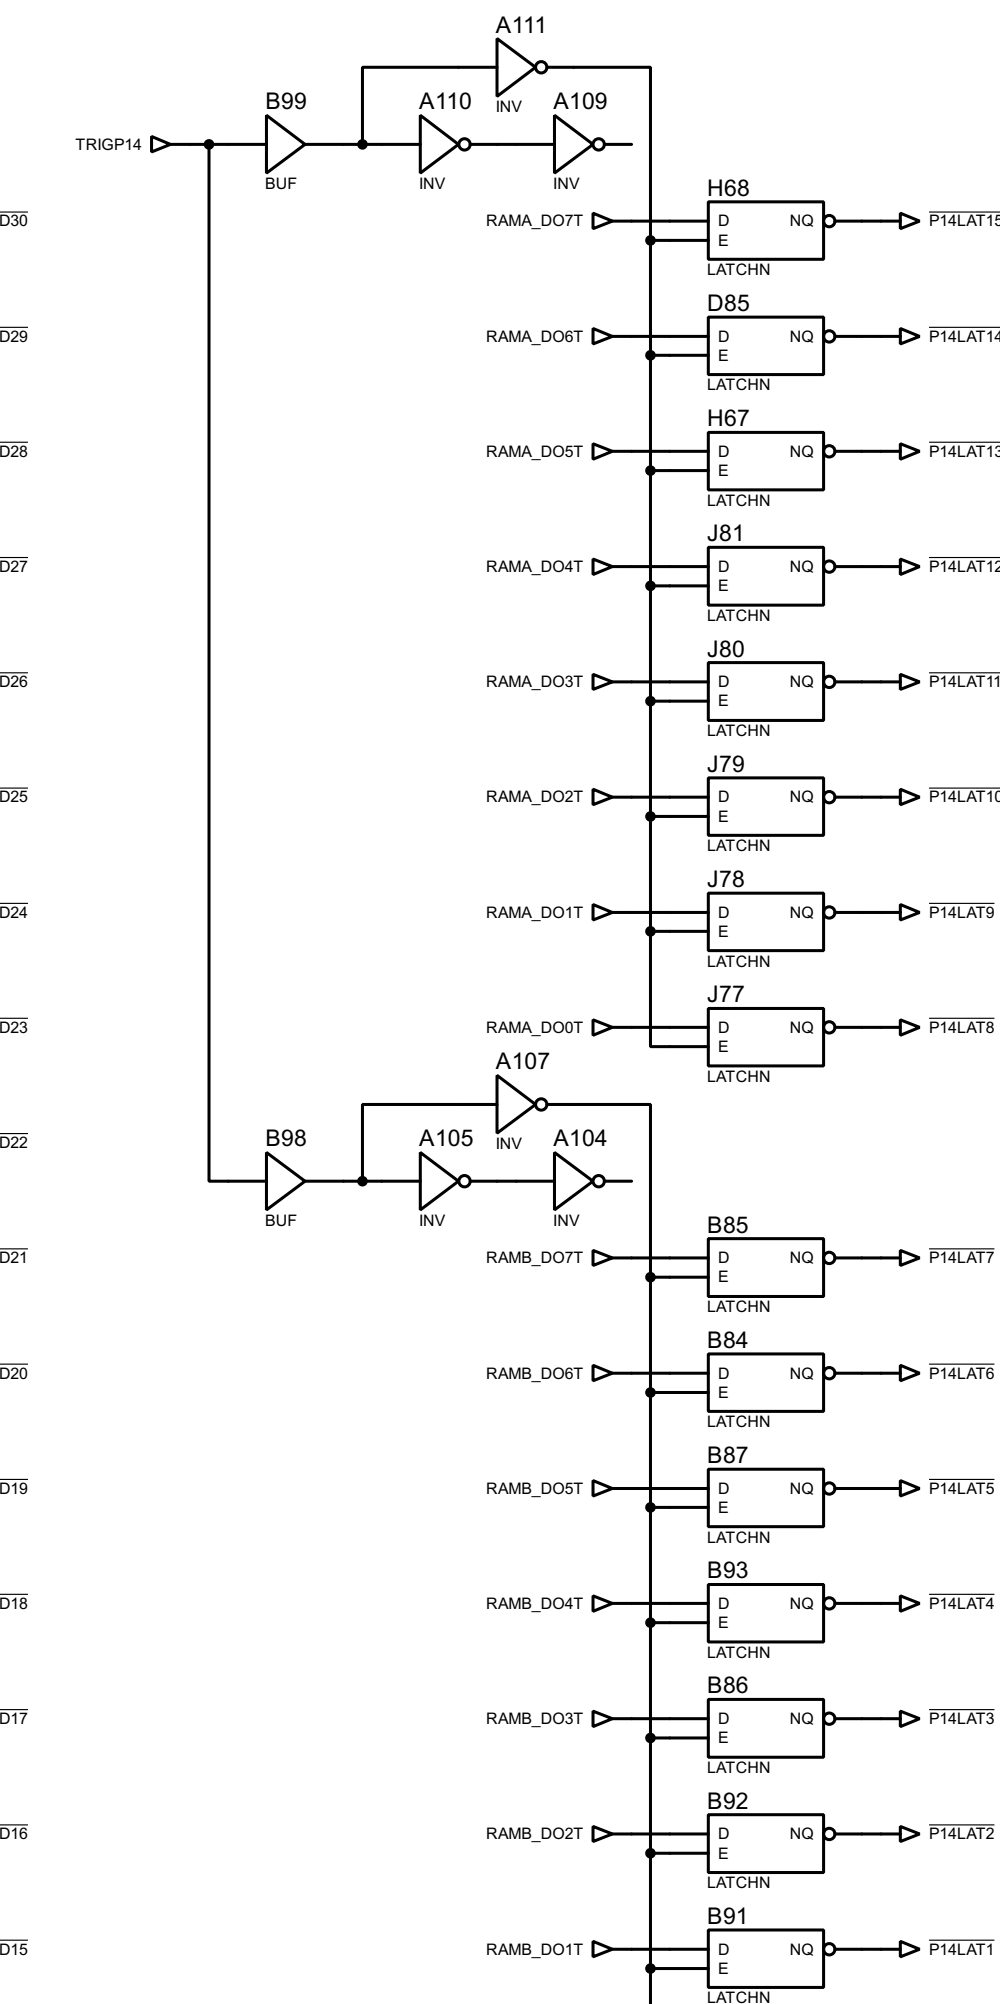 A111
INV
B99
A110
A109
TRIGP14
BUF
INV
INV
H68
D30
RAMA_DO7T
D
NQ
P14LAT15
E
LATCHN
D85
D29
RAMA_DO6T
D
NQ
P14LAT14
E
LATCHN
H67
D28
RAMA_DO5T
D
NQ
P14LAT13
E
LATCHN
J81
D27
RAMA_DO4T
D
NQ
P14LAT12
E
LATCHN
J80
D26
RAMA_DO3T
D
NQ
P14LAT11
E
LATCHN
J79
D25
RAMA_DO2T
D
NQ
P14LAT10
E
LATCHN
J78
D24
RAMA_DO1T
D
NQ
P14LAT9
E
LATCHN
J77
D23
RAMA_DO0T
D
NQ
P14LAT8
E
LATCHN
A107
INV
D22
B98
A105
A104
BUF
INV
INV
B85
D21
RAMB_DO7T
D
NQ
P14LAT7
E
LATCHN
B84
D20
RAMB_DO6T
D
NQ
P14LAT6
E
LATCHN
B87
D19
RAMB_DO5T
D
NQ
P14LAT5
E
LATCHN
B93
D18
RAMB_DO4T
D
NQ
P14LAT4
E
LATCHN
B86
D17
RAMB_DO3T
D
NQ
P14LAT3
E
LATCHN
B92
D16
RAMB_DO2T
D
NQ
P14LAT2
E
LATCHN
B91
D15
RAMB_DO1T
D
NQ
P14LAT1
E
LATCHN